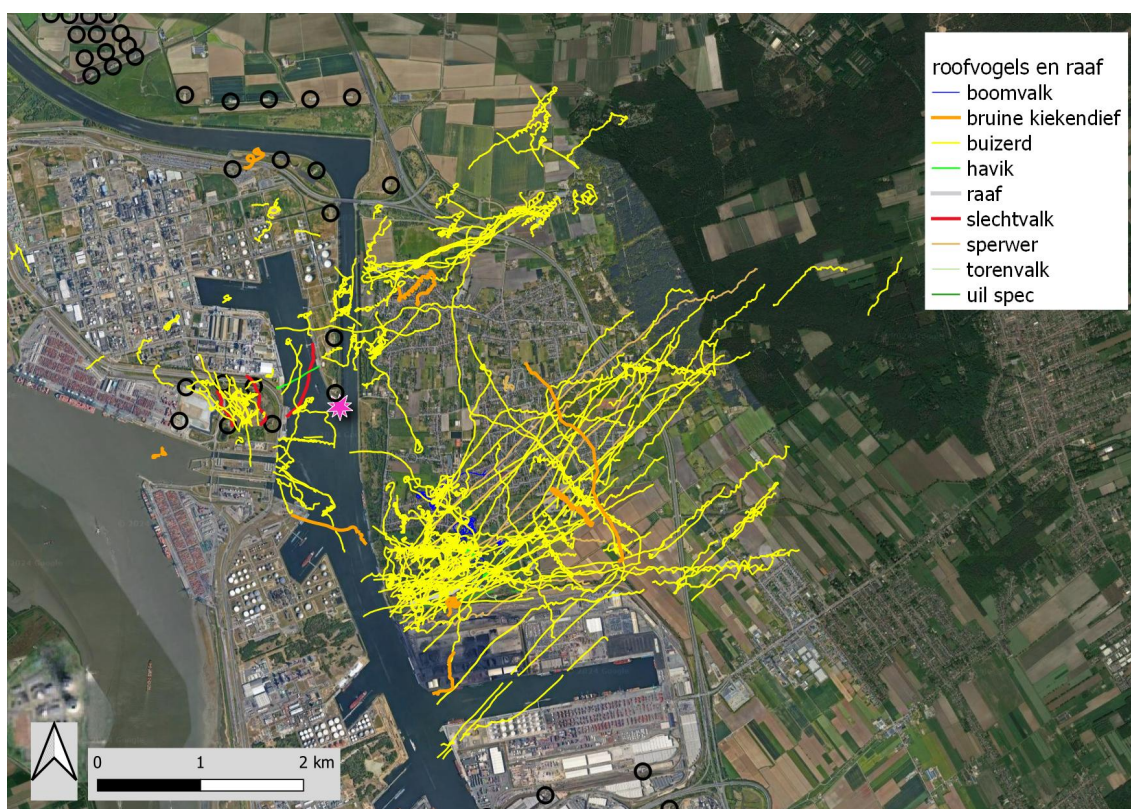 roofvogels en raaf
boomvalk
bruine kiekendief
buizerd
havik
raaf
slechtvalk
sperwer
torenvalk
uil spec
0 1 2 km